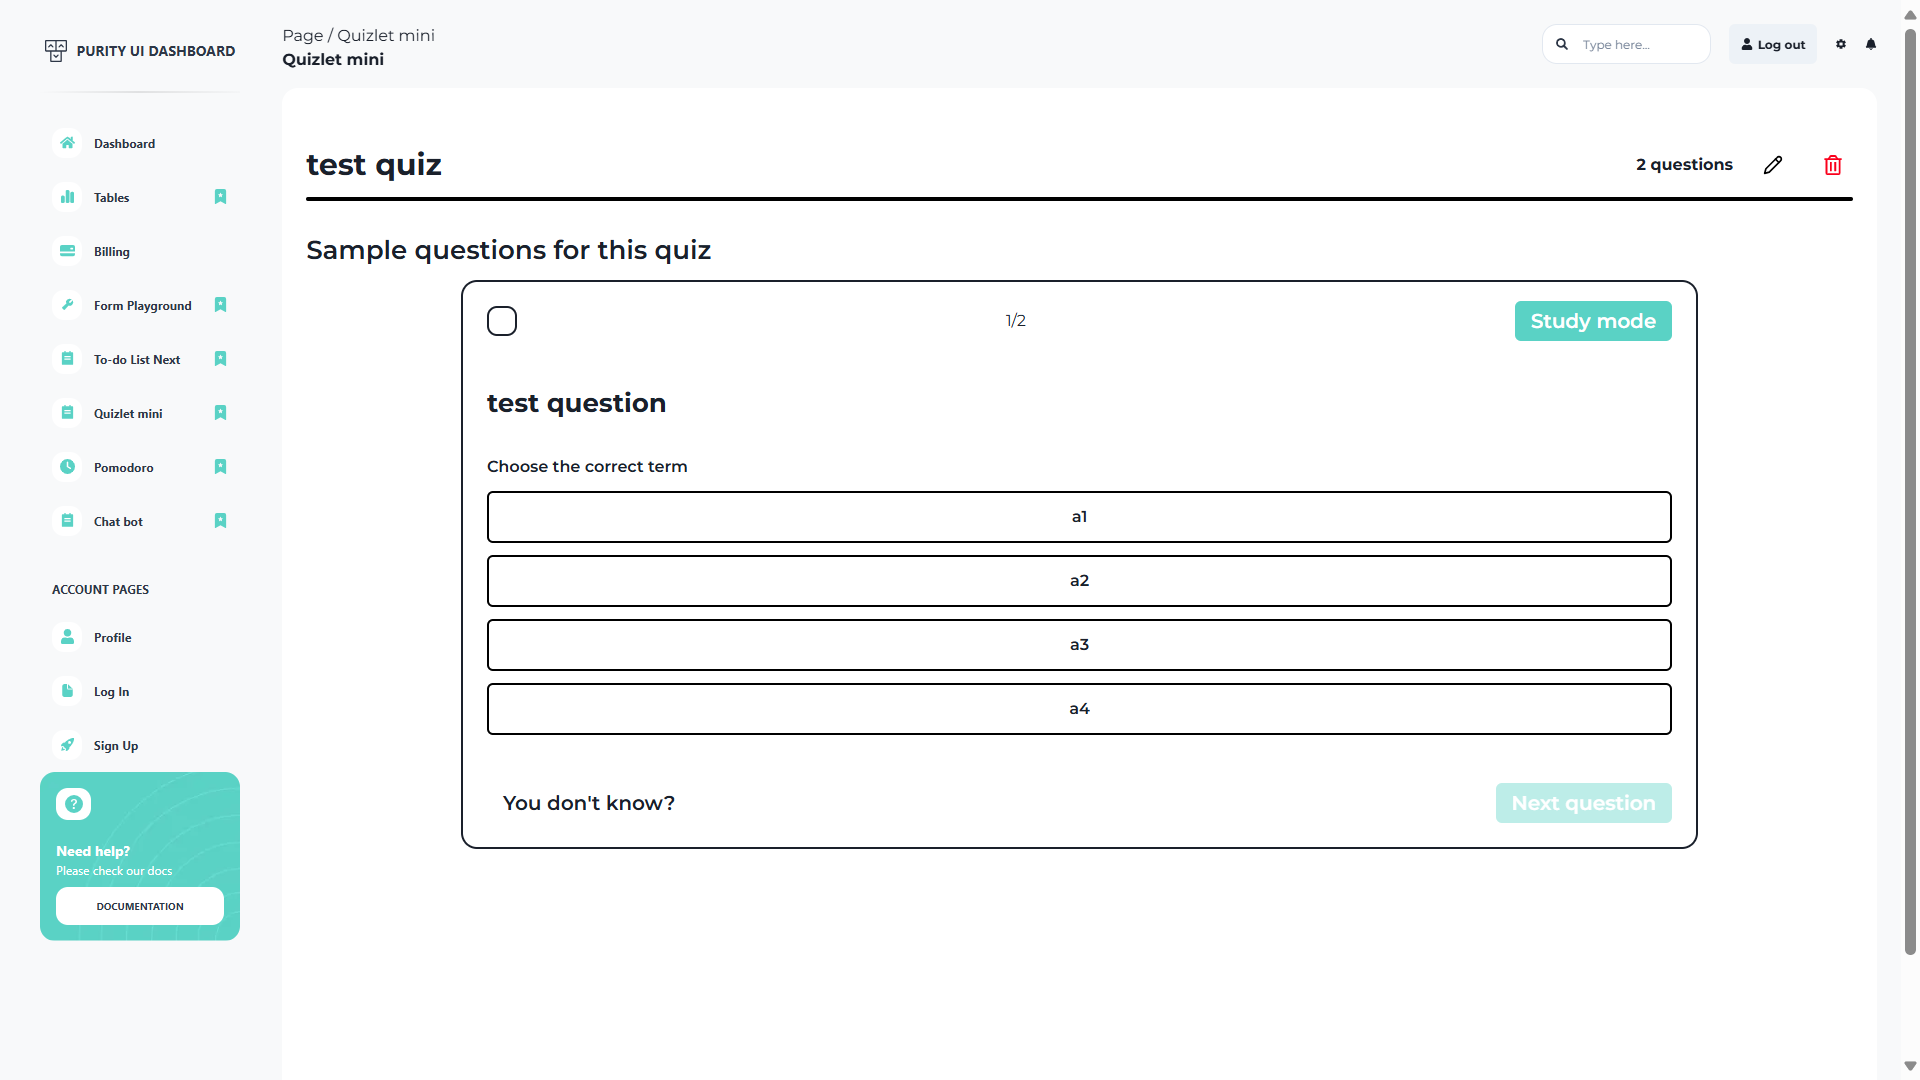 PURITY UI DASHBOARD
Page / Quizlet mini
Quizlet mini
Type here...
Log out
Dashboard
Tables
Billing
Form Playground
To-do List Next
Quizlet mini
Pomodoro
Chat bot
ACCOUNT PAGES
Profile
Log In
Sign Up
?
Need help?
Please check our docs
DOCUMENTATION
test quiz
2 questions
Sample questions for this quiz
1/2
Study mode
test question
Choose the correct term
a1
a2
a3
a4
You don't know?
Next question